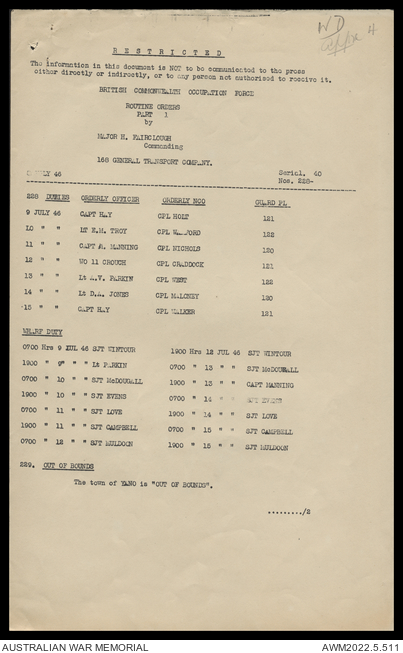 WD
appx 4
R E S T R I C T E D
The information in this document is NOT to be communicated to the press
either directly or indirectly, or to any person not authorised to receive it.
BRITISH COMMONWEALTH OCCUPATION FORCE
ROUTINE ORDERS
PART 1
by
MAJOR H. FAIRCLOUGH
Commanding
168 GENERAL TRANSPORT COMPANY.
JULY 46 Serial. 40
Nos. 228-
228 DUTIES ORDERLY OFFICER ORDERLY NCO GUARD PL
9 JULY 46 CAPT HAY CPL HOLT 121
10 " " LT E.M. TROY CPL 122
11 " " CAPT A. MANNING CPL NICHOLS 120
12 " " WO 11 CROUCH CPL CRADDOCK 121
13 " " Lt A.V. PARKIN CPL WEST 122
14 " " Lt D.A. JONES CPL MALONEY 120
15 " " CAPT HAY CPL WALKER 121
WHARF DUTY
0700 Hrs 9 JUL 46 SJT WINTOUR 1900 Hrs 12 JUL 46 SJT WINTOUR
1900 " 9 " " Lt PARKIN 0700 " 13 " " SJT McDOUGALL
0700 " 10 " " SJT McDOUGALL 1900 " 13 " CAPT MANNING
1900 " 10 " " SJT EVENS 0700 " 14 " " SJT EVENS
0700 " 11 " " SJT LOVE 1900 " 14 " " SJT LOVE
1900 " 11 " " SJT CAMPBELL 0700 " 15 " " SJT CAMPBELL
0700 " 12 " " SJT MULDOON 1900 " 15 " " SJT MULDOON
229. OUT OF BOUNDS
The town of YANO is "OUT OF BOUNDS".
........./2
AUSTRALIAN WAR MEMORIAL AWM2022.5.511